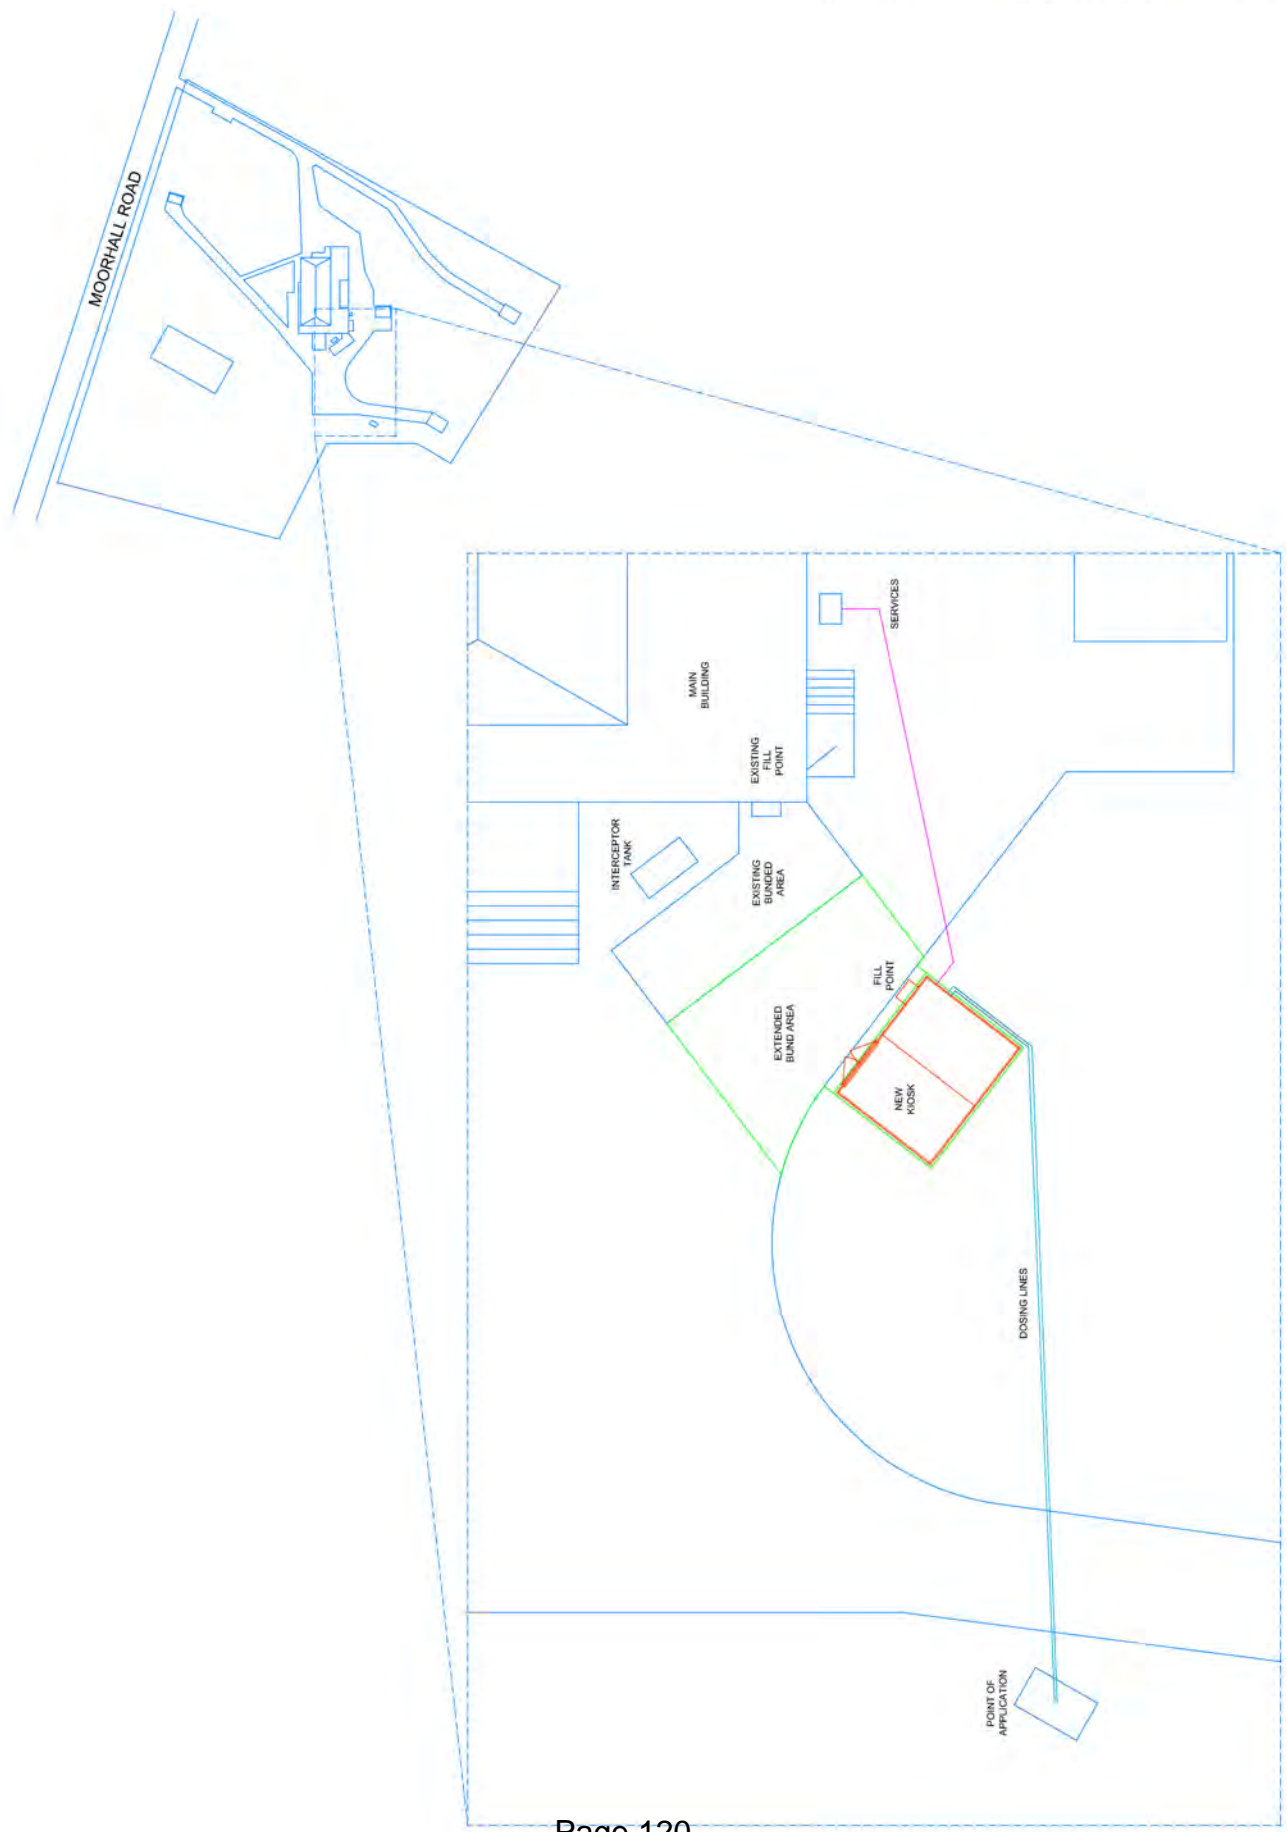 MOORHALL ROAD
SERVICES
MAIN
BUILDING
EXISTING
FILL
POINT
INTERCEPTOR
TANK
EXISTING
BUNDED
AREA
FILL
POINT
EXTENDED
BUND AREA
NEW
KIOSK
DOSING LINES
POINT OF
APPLICATION
Page 120